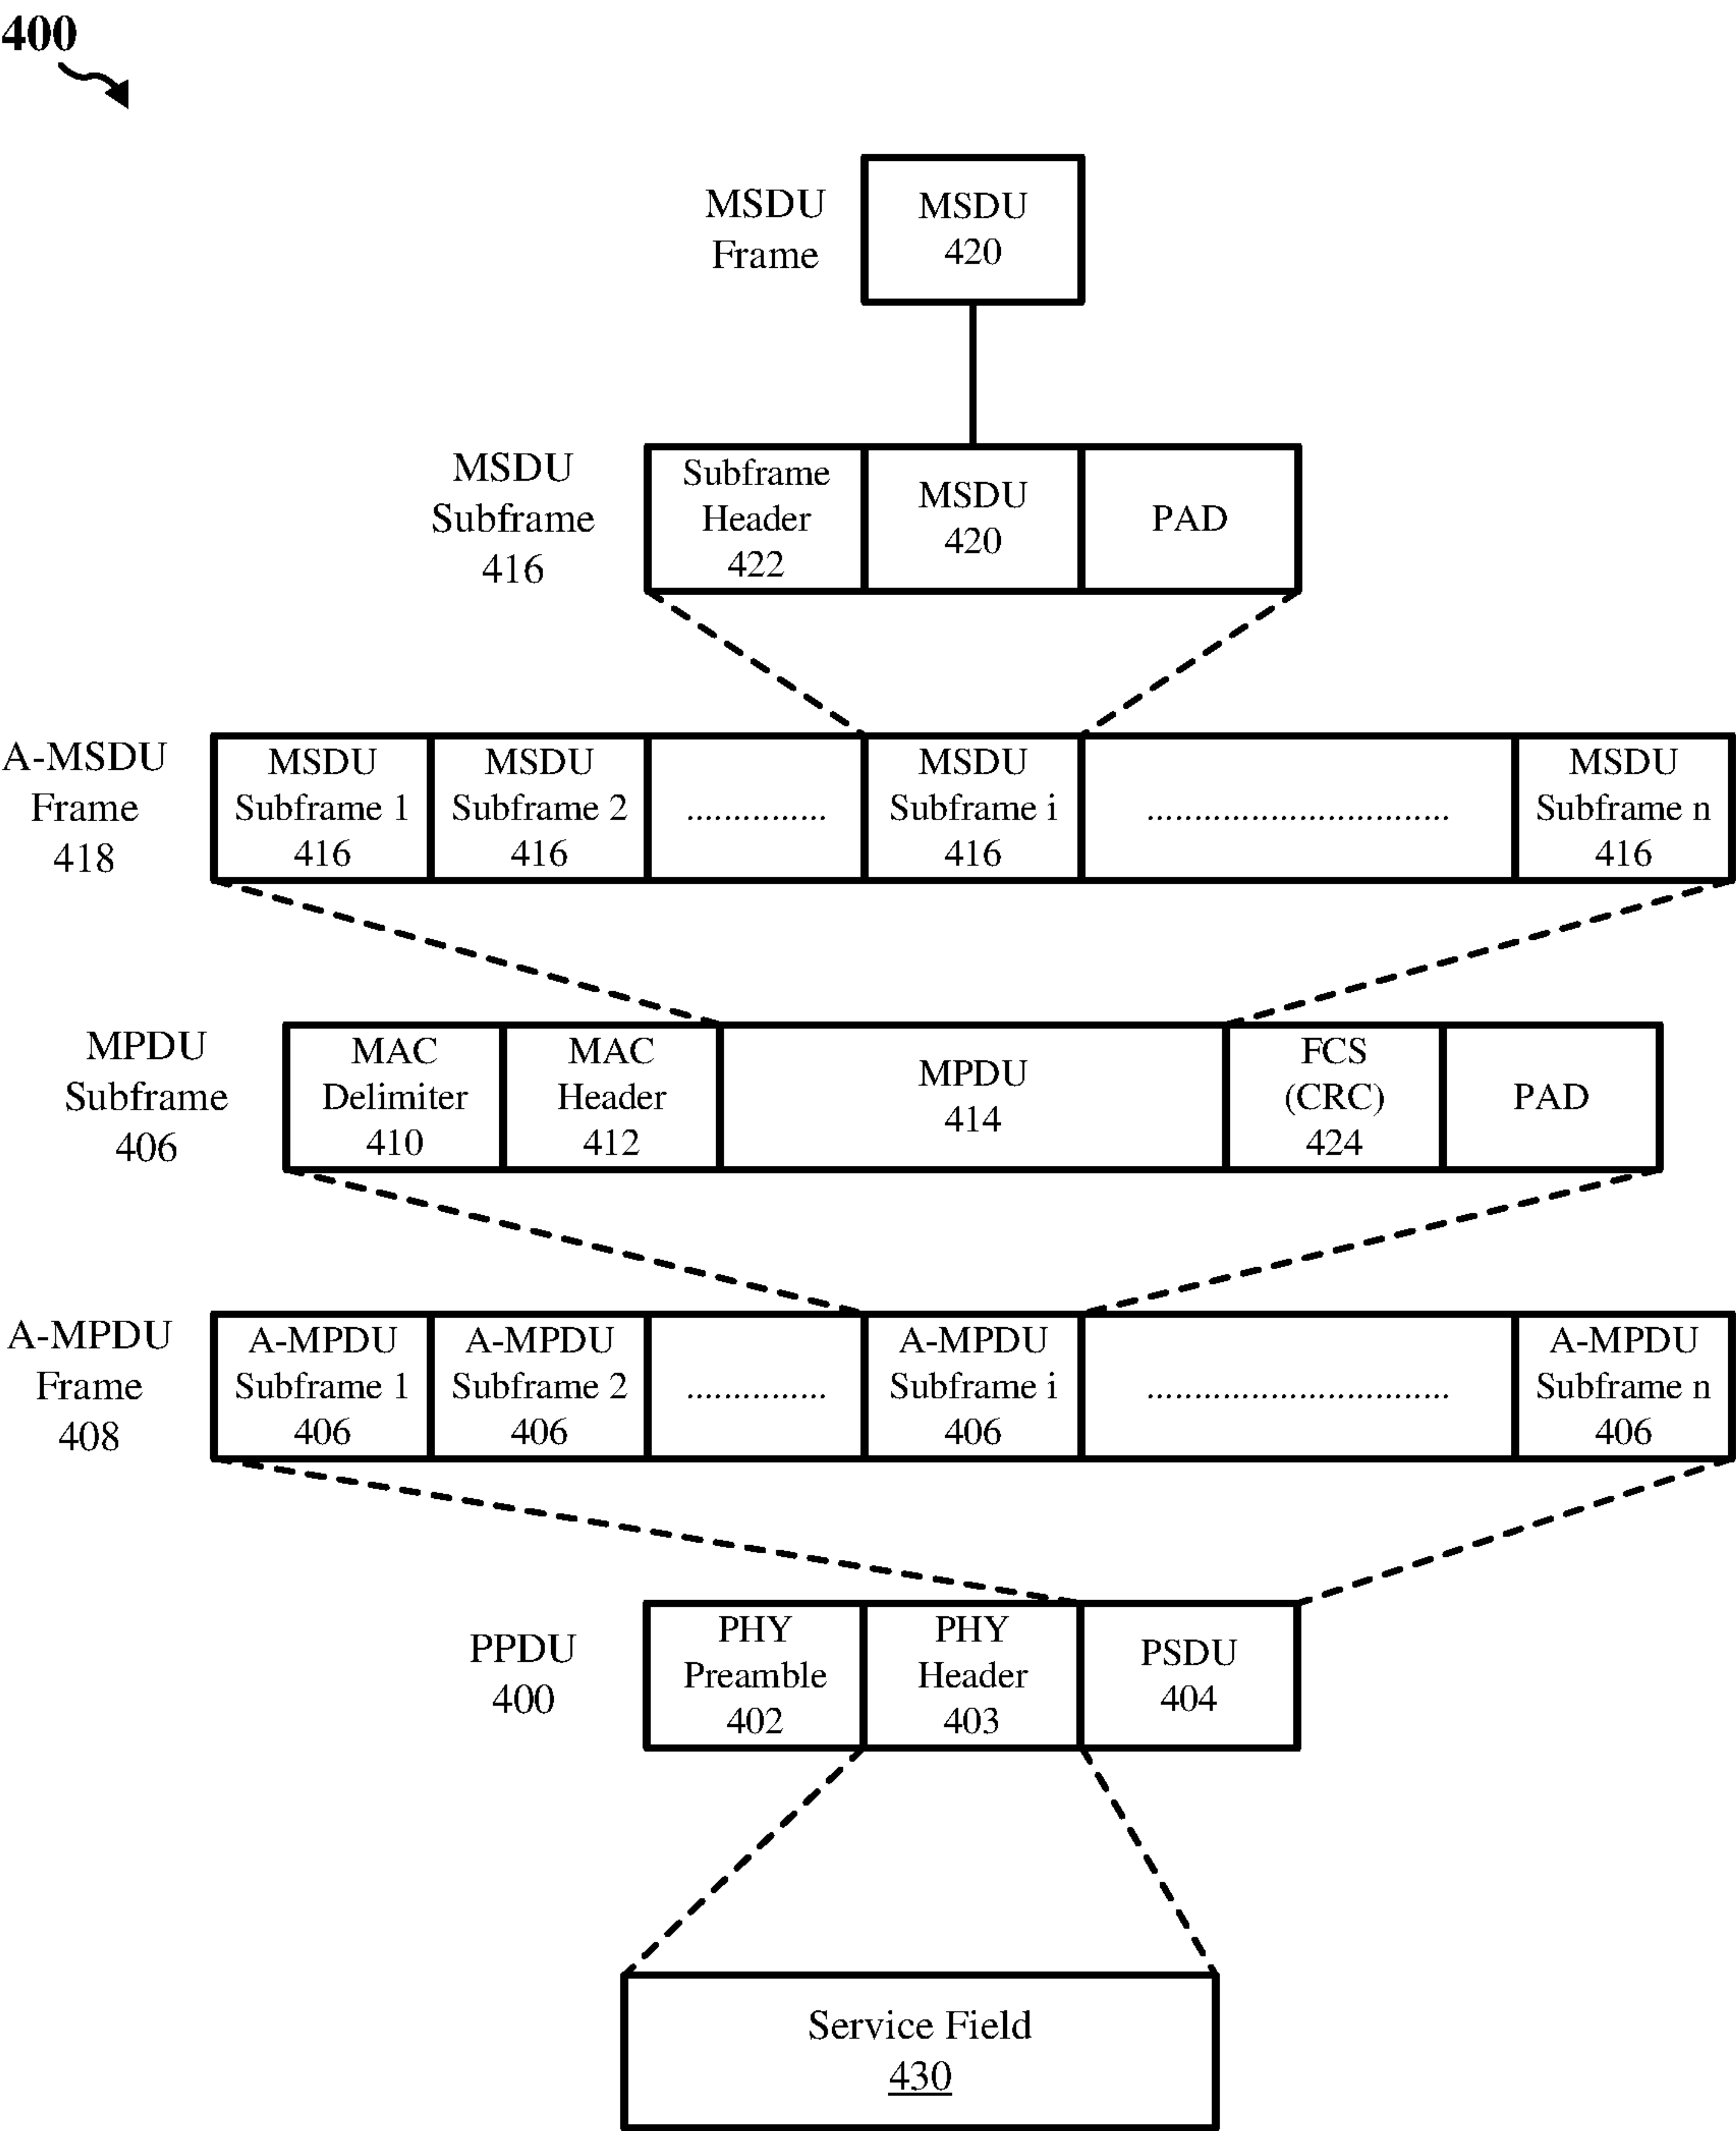 400
MSDU
Frame
MSDU
420
MSDU
Subframe
416
Subframe
Header
422
MSDU
420
PAD
A-MSDU
Frame
418
MSDU
Subframe 1
416
MSDU
Subframe 2
416
..............
MSDU
Subframe i
416
..............................
MSDU
Subframe n
416
MPDU
Subframe
406
MAC
Delimiter
410
MAC
Header
412
MPDU
414
FCS
(CRC)
424
PAD
A-MPDU
Frame
408
A-MPDU
Subframe 1
406
A-MPDU
Subframe 2
406
..............
A-MPDU
Subframe i
406
..............................
A-MPDU
Subframe n
406
PPDU
400
PHY
Preamble
402
PHY
Header
403
PSDU
404
Service Field
430